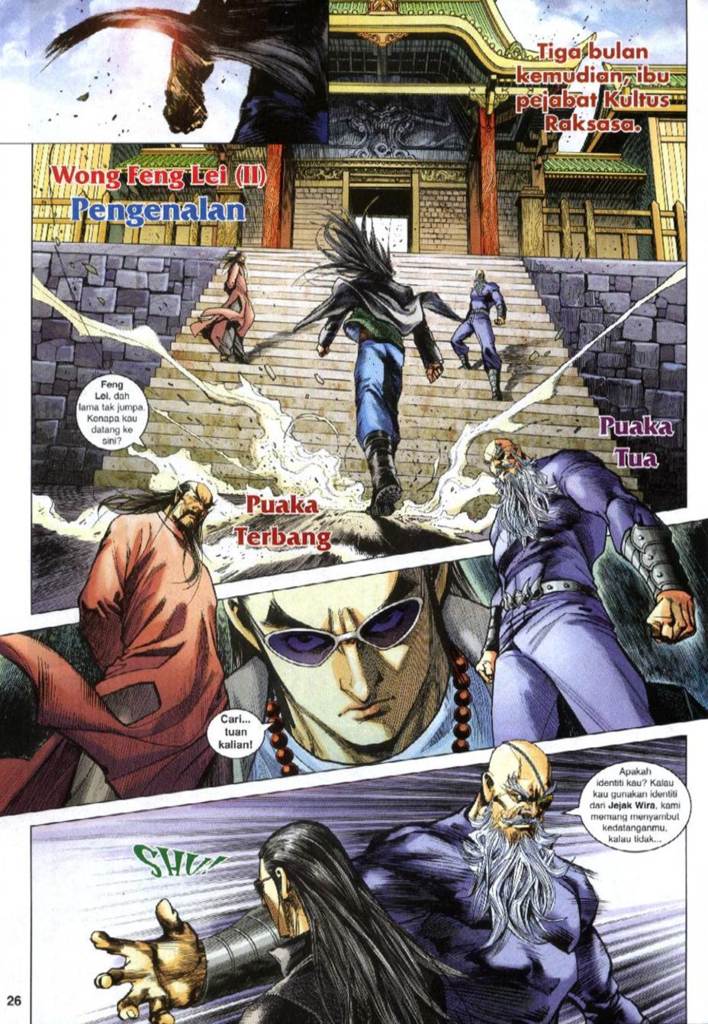 Tiga bulan
kemudian, ibu
pejabat Kultus
Raksasa.
Wong Feng Lei (II)
Pengenalan
Feng
Lei, dah
lama tak jumpa.
Kenapa kau
datang ke
sini?
Puaka
Tua
Puaka
Terbang
Cari...
tuan
kalian!
Apakah
identiti kau? Kalau
kau gunakan identiti
dari Jejak Wira, kami
memang menyambut
kedatanganmu,
kalau tidak...
SHU!
26